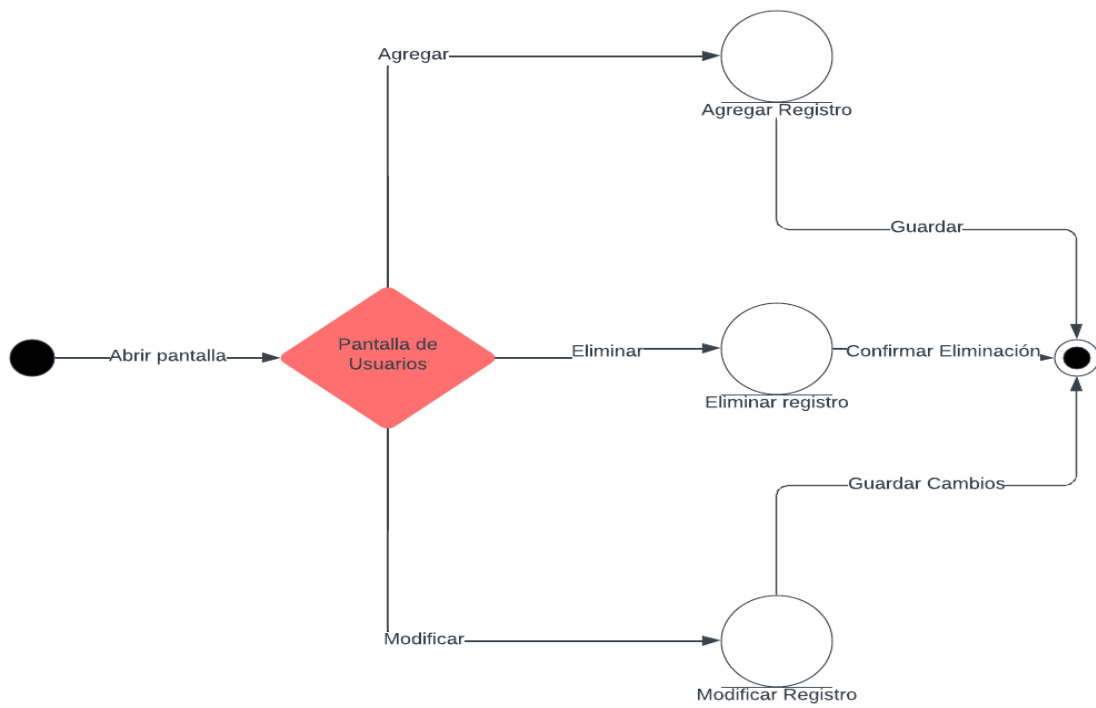 Agregar
Agregar Registro
Guardar
Abrir pantalla
Pantalla de
Usuarios
Eliminar
Confirmar Eliminación
Eliminar registro
Guardar Cambios
Modificar
Modificar Registro